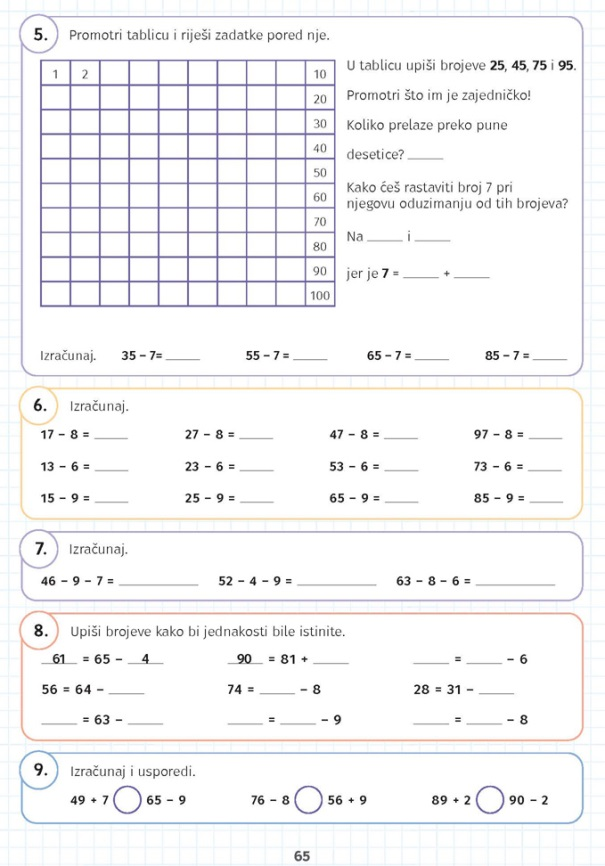 5. Promotri tablicu i riješi zadatke pored nje.
1 2 10
20
30
40
50
60
70
80
90
100
U tablicu upiši brojeve 25, 45, 75 i 95.
Promotri što im je zajedničko!
Koliko prelaze preko pune
desetice? _____
Kako ćeš rastaviti broj 7 pri
njegovu oduzimanju od tih brojeva?
Na _____ i _____
jer je 7 = _____ + _____
Izračunaj. 35 – 7= _____ 55 – 7 = _____ 65 – 7 = _____ 85 – 7 = _____
6. Izračunaj.
17 – 8 = _____ 27 – 8 = _____ 47 – 8 = _____ 97 – 8 = _____
13 – 6 = _____ 23 – 6 = _____ 53 – 6 = _____ 73 – 6 = _____
15 – 9 = _____ 25 – 9 = _____ 65 – 9 = _____ 85 – 9 = _____
7. Izračunaj.
46 – 9 – 7 = __________ 52 – 4 – 9 = __________ 63 – 8 – 6 = __________
8. Upiši brojeve kako bi jednakosti bile istinite.
61 = 65 – 4 90 = 81 + _____ _____ = _____ – 6
56 = 64 – _____ 74 = _____ – 8 28 = 31 – _____
_____ = 63 – _____ _____ = _____ – 9 _____ = _____ – 8
9. Izračunaj i usporedi.
49 + 7 65 – 9 76 – 8 56 + 9 89 + 2 90 – 2
65